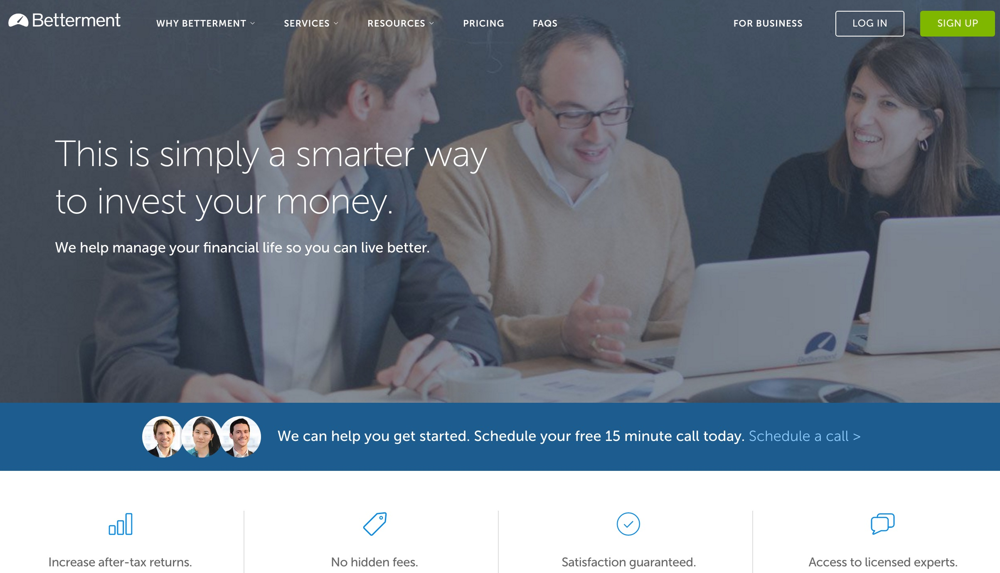 Betterment
WHY BETTERMENT
SERVICES
RESOURCES
PRICING
FAQS
FOR BUSINESS
LOG IN
SIGN UP
This is simply a smarter way
to invest your money.
We help manage your financial life so you can live better.
Betterment
We can help you get started. Schedule your free 15 minute call today. Schedule a call >
Increase after-tax returns.
No hidden fees.
Satisfaction guaranteed.
Access to licensed experts.